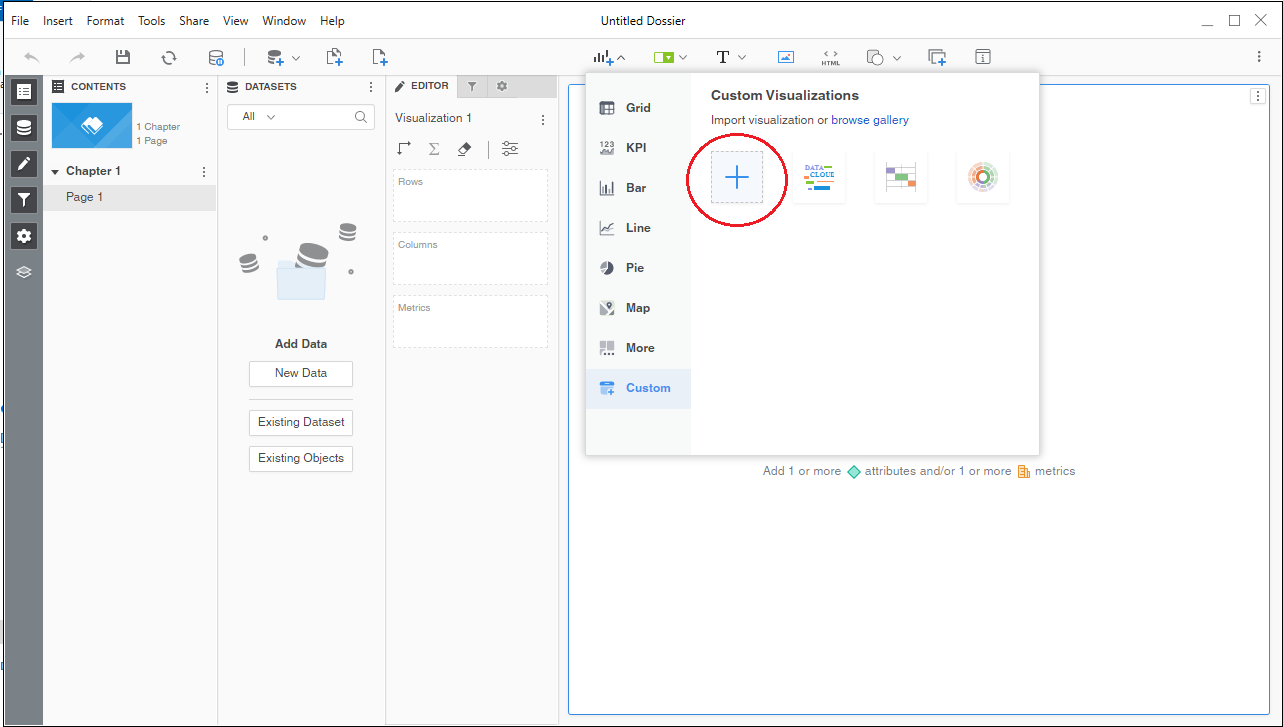 File Insert Format Tools Share View Window Help
Untitled Dossier
HTML
CONTENTS
1 Chapter
1 Page
Chapter 1
Page 1
DATASETS
All
Add Data
New Data
Existing Dataset
Existing Objects
EDITOR
Visualization 1
Rows
Columns
Metrics
Grid
123
KPI
Bar
Line
Pie
Map
More
Custom
Custom Visualizations
Import visualization or browse gallery
DATA
CLOUD
Add 1 or more attributes and/or 1 or more metrics